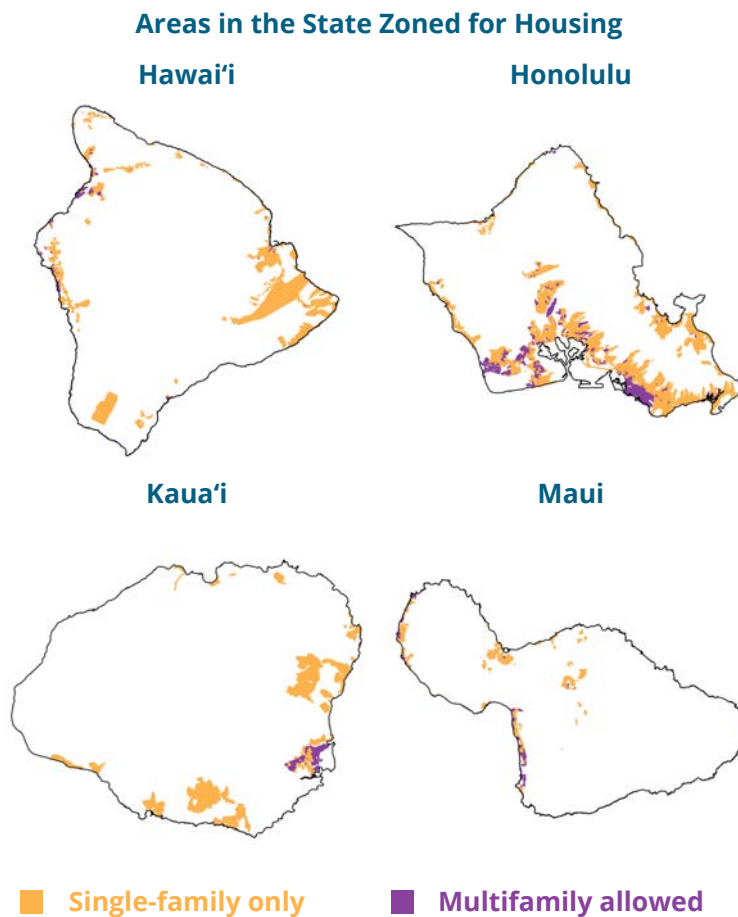 Areas in the State Zoned for Housing
Hawai‘i
Honolulu
Kaua‘i
Maui
Single-family only
Multifamily allowed